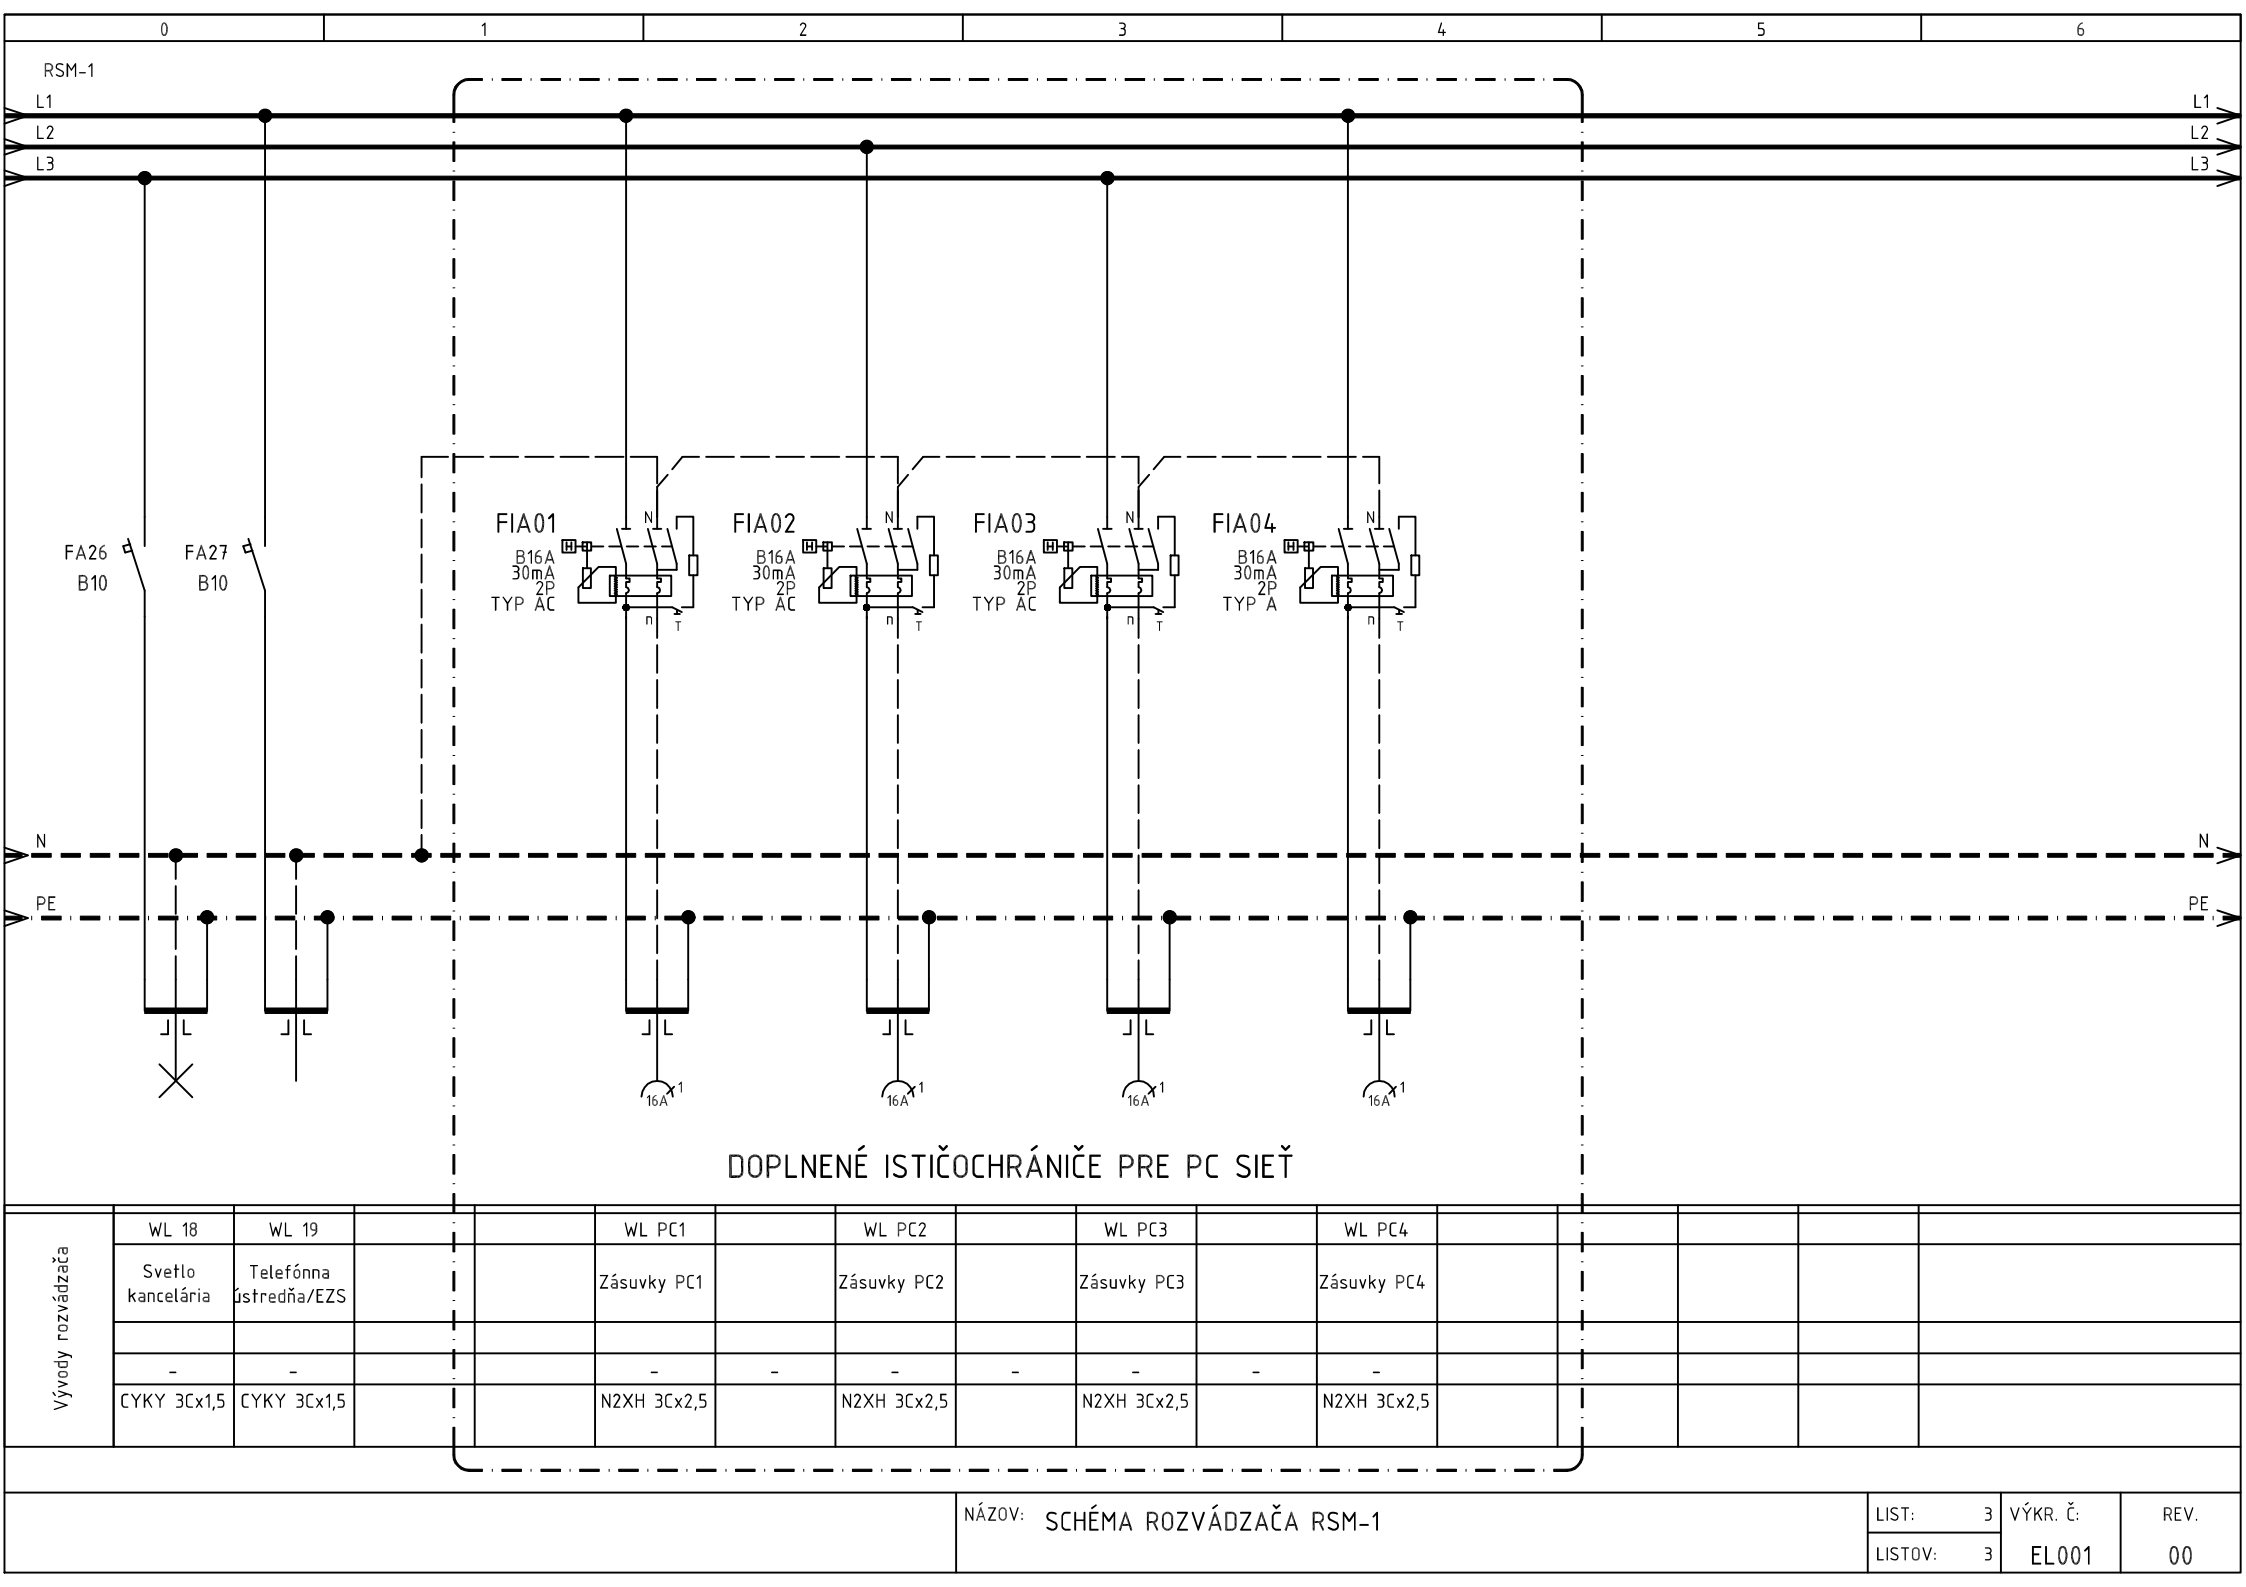 0 1 2 3 4 5 6
RSM-1
L1 L1
L2 L2
L3 L3
FA26
B10
FA27
B10
FIA01
B16A
30mA
2P
TYP AC
N
n
T
FIA02
B16A
30mA
2P
TYP AC
N
n
T
FIA03
B16A
30mA
2P
TYP AC
N
n
T
FIA04
B16A
30mA
2P
TYP A
N
n
T
N N
PE PE
1
16A
1
16A
1
16A
1
16A
DOPLNENÉ ISTIČOCHRÁNIČE PRE PC SIEŤ
Vývody rozvádzača
WL 18 WL 19 WL PC1 WL PC2 WL PC3 WL PC4
Svetlo
kancelária
Telefónna
ústredňa/EZS
Zásuvky PC1 Zásuvky PC2 Zásuvky PC3 Zásuvky PC4
- - - - - - - - -
CYKY 3Cx1,5 CYKY 3Cx1,5 N2XH 3Cx2,5 N2XH 3Cx2,5 N2XH 3Cx2,5 N2XH 3Cx2,5
NÁZOV: SCHÉMA ROZVÁDZAČA RSM-1
LIST: 3
LISTOV: 3
VÝKR. Č:
EL001
REV.
00